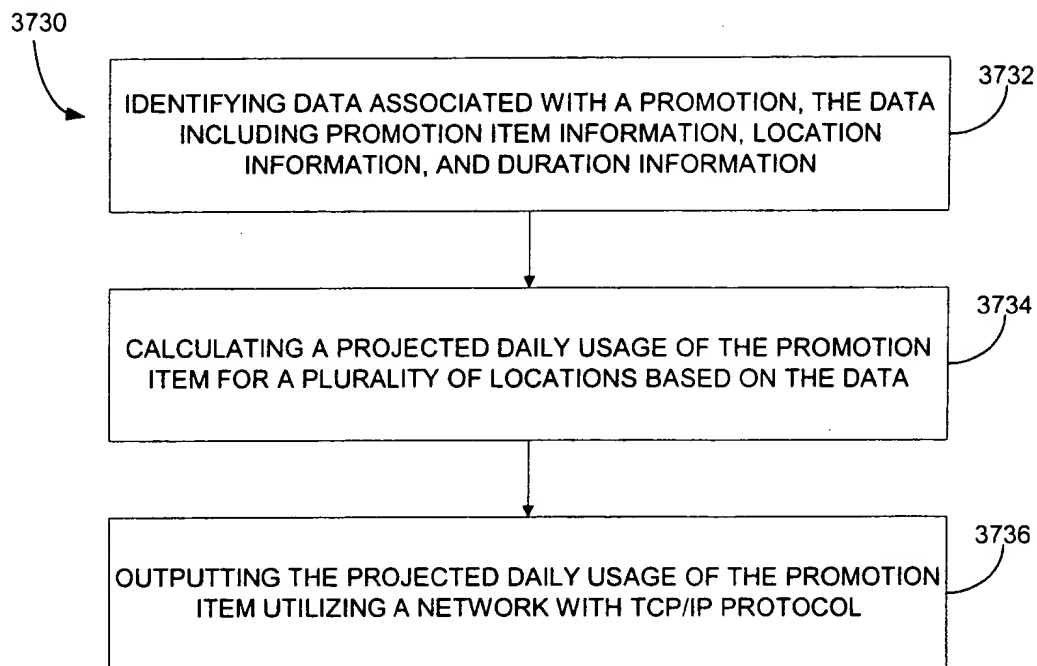 3730
3732
IDENTIFYING DATA ASSOCIATED WITH A PROMOTION, THE DATA
INCLUDING PROMOTION ITEM INFORMATION, LOCATION
INFORMATION, AND DURATION INFORMATION
3734
CALCULATING A PROJECTED DAILY USAGE OF THE PROMOTION
ITEM FOR A PLURALITY OF LOCATIONS BASED ON THE DATA
3736
OUTPUTTING THE PROJECTED DAILY USAGE OF THE PROMOTION
ITEM UTILIZING A NETWORK WITH TCP/IP PROTOCOL